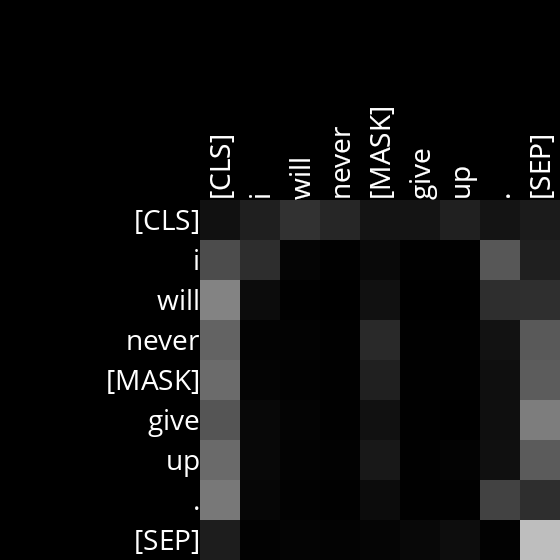 [CLS] i will never [MASK] give up . [SEP]
[CLS]
i
will
never
[MASK]
give
up
.
[SEP]